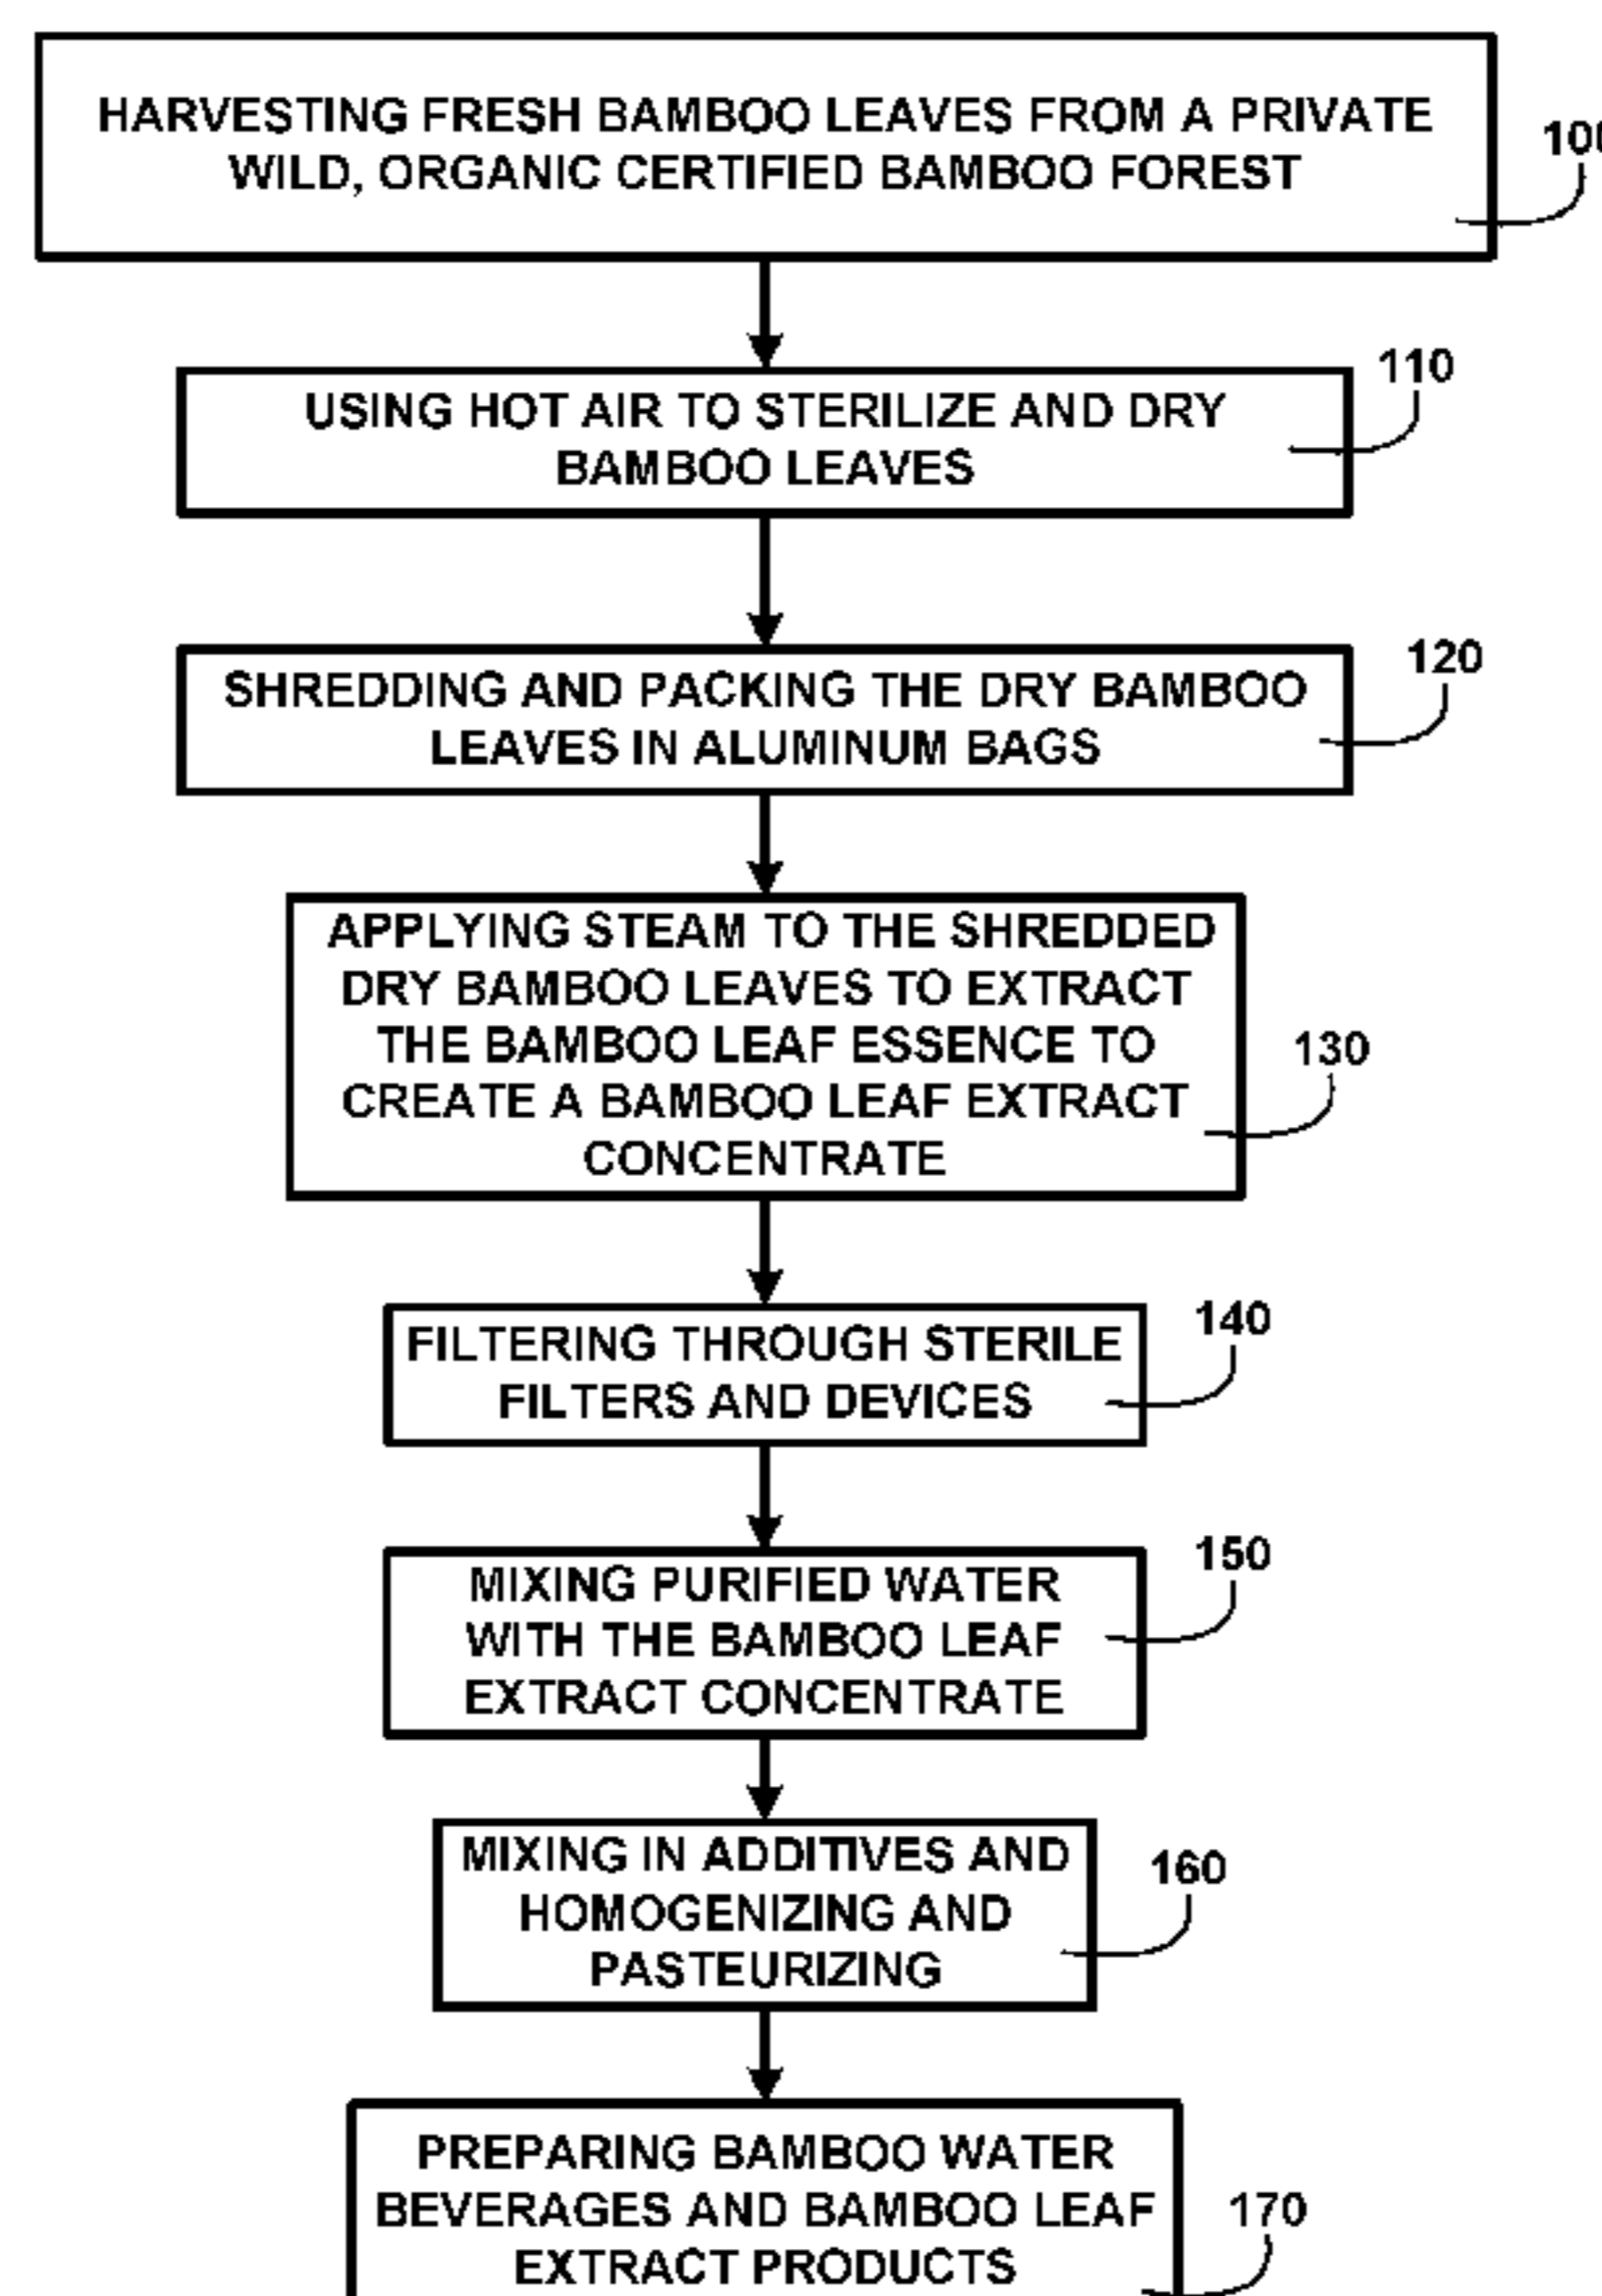 HARVESTING FRESH BAMBOO LEAVES FROM A PRIVATE
WILD, ORGANIC CERTIFIED BAMBOO FOREST
100
110
USING HOT AIR TO STERILIZE AND DRY
BAMBOO LEAVES
120
SHREDDING AND PACKING THE DRY BAMBOO
LEAVES IN ALUMINUM BAGS
APPLYING STEAM TO THE SHREDDED
DRY BAMBOO LEAVES TO EXTRACT
THE BAMBOO LEAF ESSENCE TO
CREATE A BAMBOO LEAF EXTRACT
CONCENTRATE
130
140
FILTERING THROUGH STERILE
FILTERS AND DEVICES
150
MIXING PURIFIED WATER
WITH THE BAMBOO LEAF
EXTRACT CONCENTRATE
MIXING IN ADDITIVES AND
HOMOGENIZING AND
PASTEURIZING
160
PREPARING BAMBOO WATER
BEVERAGES AND BAMBOO LEAF
EXTRACT PRODUCTS
170